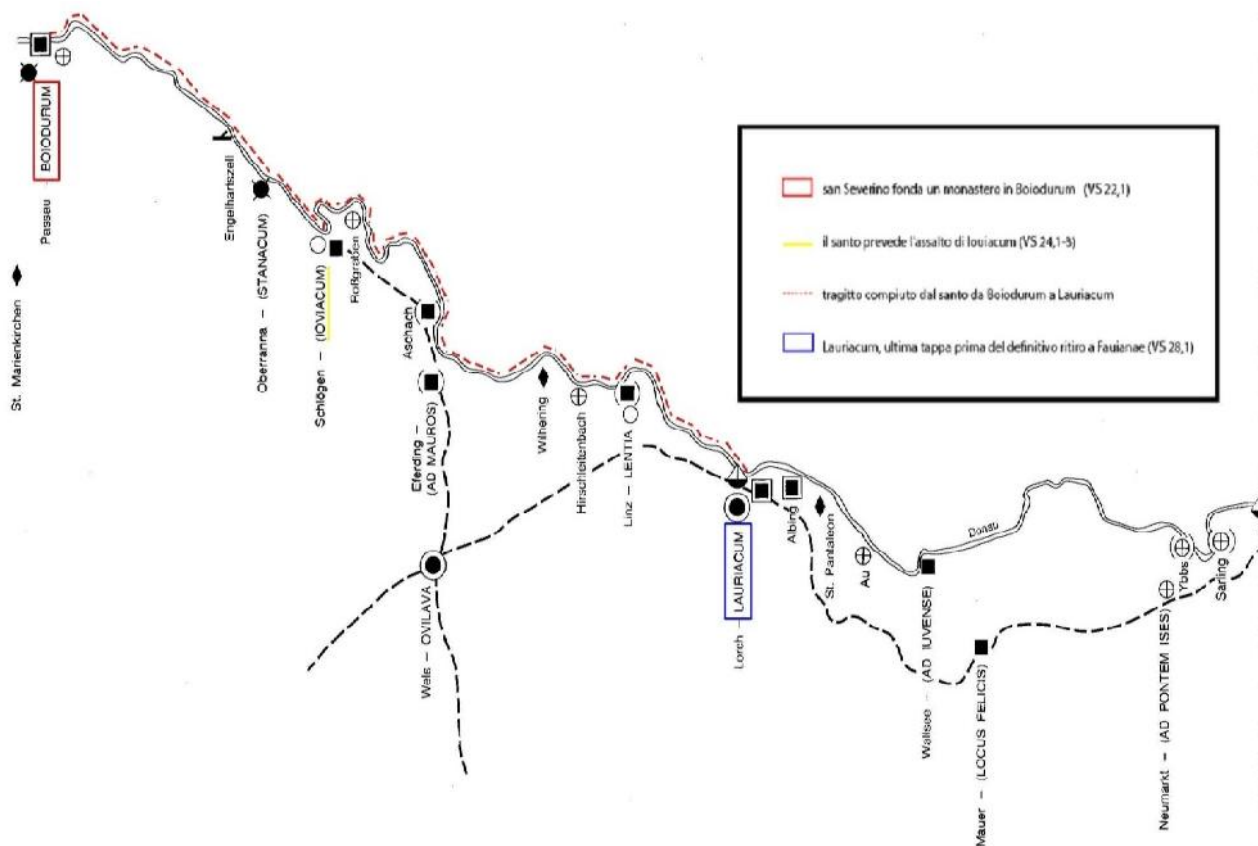 Passau – BOIODURUM
St. Marienkirchen
Engelhartszell
Oberranna – (STANACUM)
Schlögen – (IOVIACUM)
Roßgraben
Aschach
Eferding –
(AD MAUROS)
Wels – OVILAVA
Wilhering
Hirschleitenbach
Linz – LENTIA
Lorch – LAURIACUM
Albing
St. Pantaleon
Au
Donau
Wallsee – (AD IUVENSE)
Mauer – (LOCUS FELICIS)
Neumarkt – (AD PONTEM ISES)
Ybbs
Sarling
san Severino fonda un monastero in Boiodurum (VS 22,1)
il santo prevede l'assalto di Iouiacum (VS 24,1-3)
tragitto compiuto dal santo da Boiodurum a Lauriacum
Lauriacum, ultima tappa prima del definitivo ritiro a Fauianae (VS 28,1)